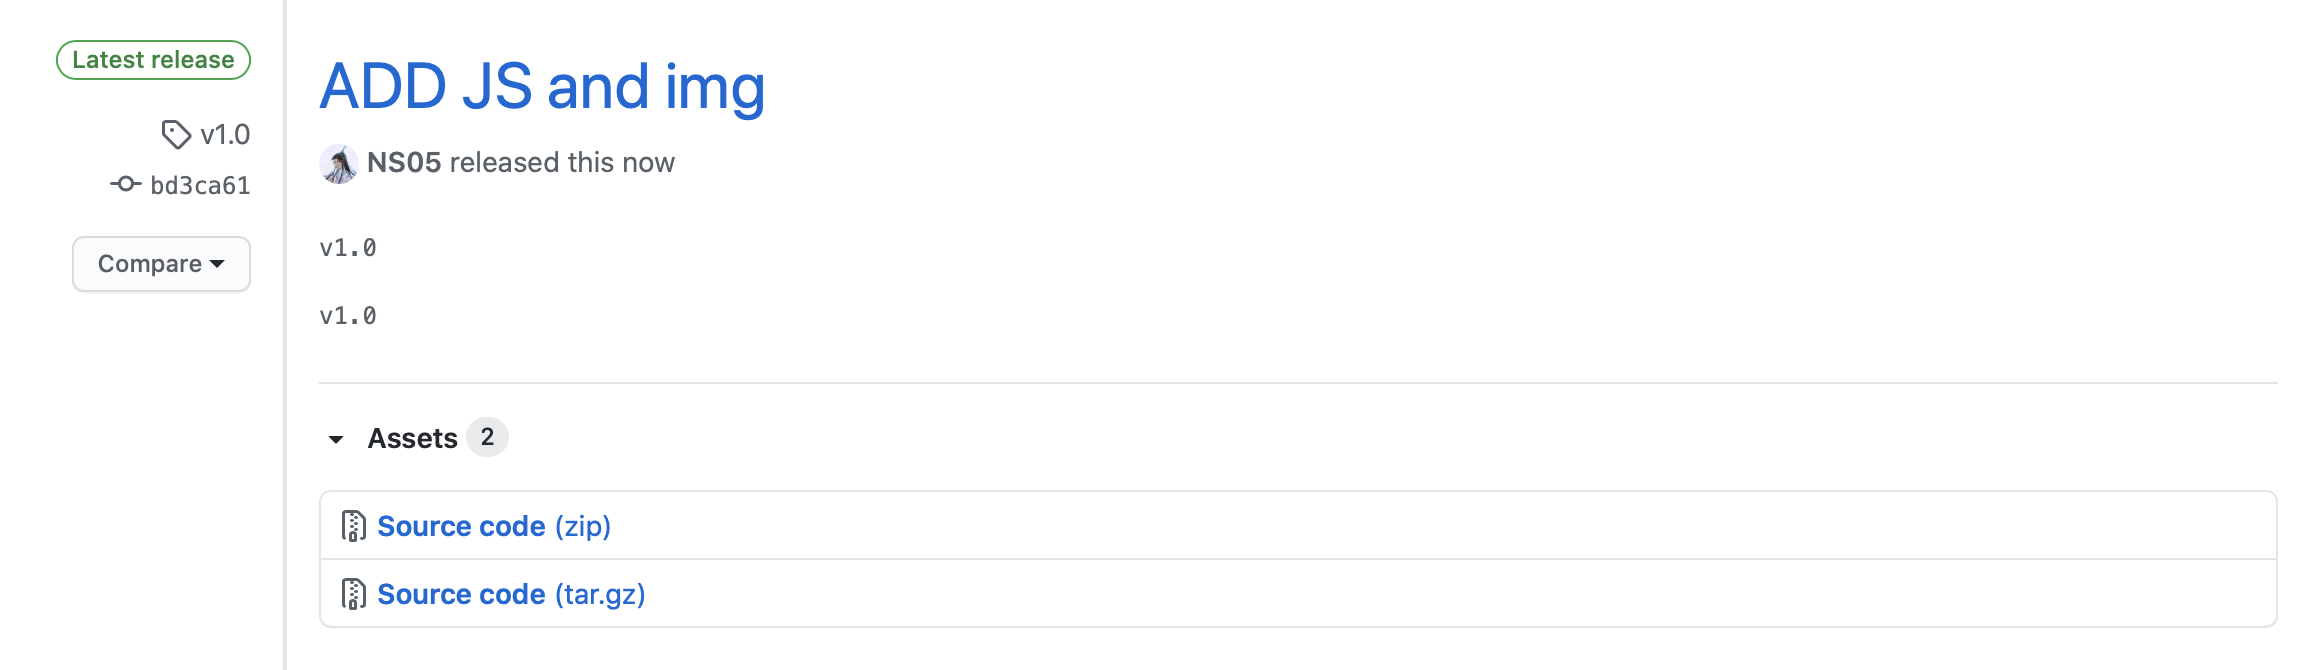 Latest release
v1.0
bd3ca61
Compare
ADD JS and img
NS05 released this now
v1.0
v1.0
Assets 2
Source code (zip)
Source code (tar.gz)